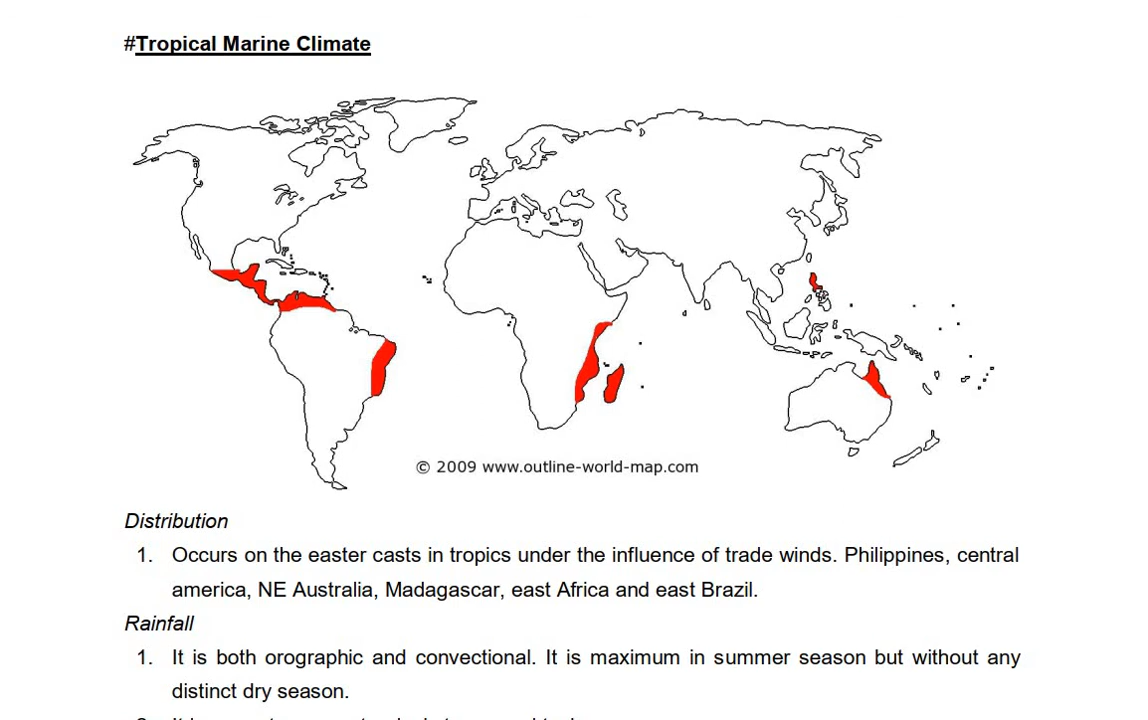 #Tropical Marine Climate
© 2009 www.outline-world-map.com
Distribution
1. Occurs on the easter casts in tropics under the influence of trade winds. Philippines, central
america, NE Australia, Madagascar, east Africa and east Brazil.
Rainfall
1. It is both orographic and convectional. It is maximum in summer season but without any
distinct dry season.